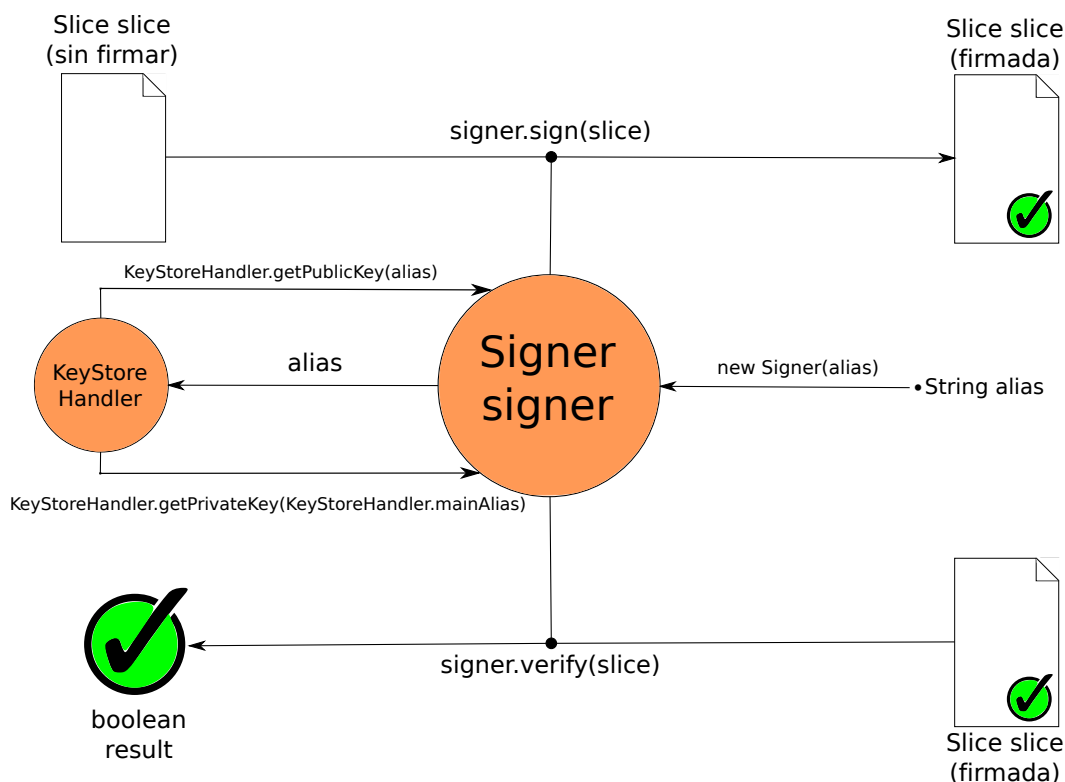 Slice slice
(sin firmar)
Slice slice
(firmada)
signer.sign(slice)
KeyStoreHandler.getPublicKey(alias)
KeyStore
Handler
alias
Signer
signer
new Signer(alias)
String alias
KeyStoreHandler.getPrivateKey(KeyStoreHandler.mainAlias)
signer.verify(slice)
boolean
result
Slice slice
(firmada)